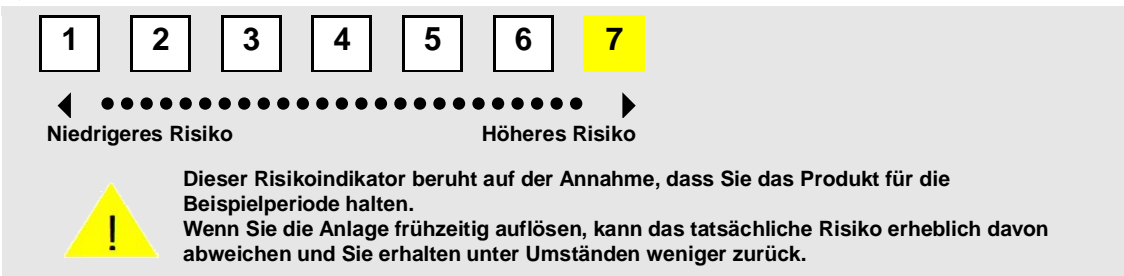 1 2 3 4 5 6 7
Niedrigeres Risiko Höheres Risiko
Dieser Risikoindikator beruht auf der Annahme, dass Sie das Produkt für die
Beispielperiode halten.
! Wenn Sie die Anlage frühzeitig auflösen, kann das tatsächliche Risiko erheblich davon
abweichen und Sie erhalten unter Umständen weniger zurück.